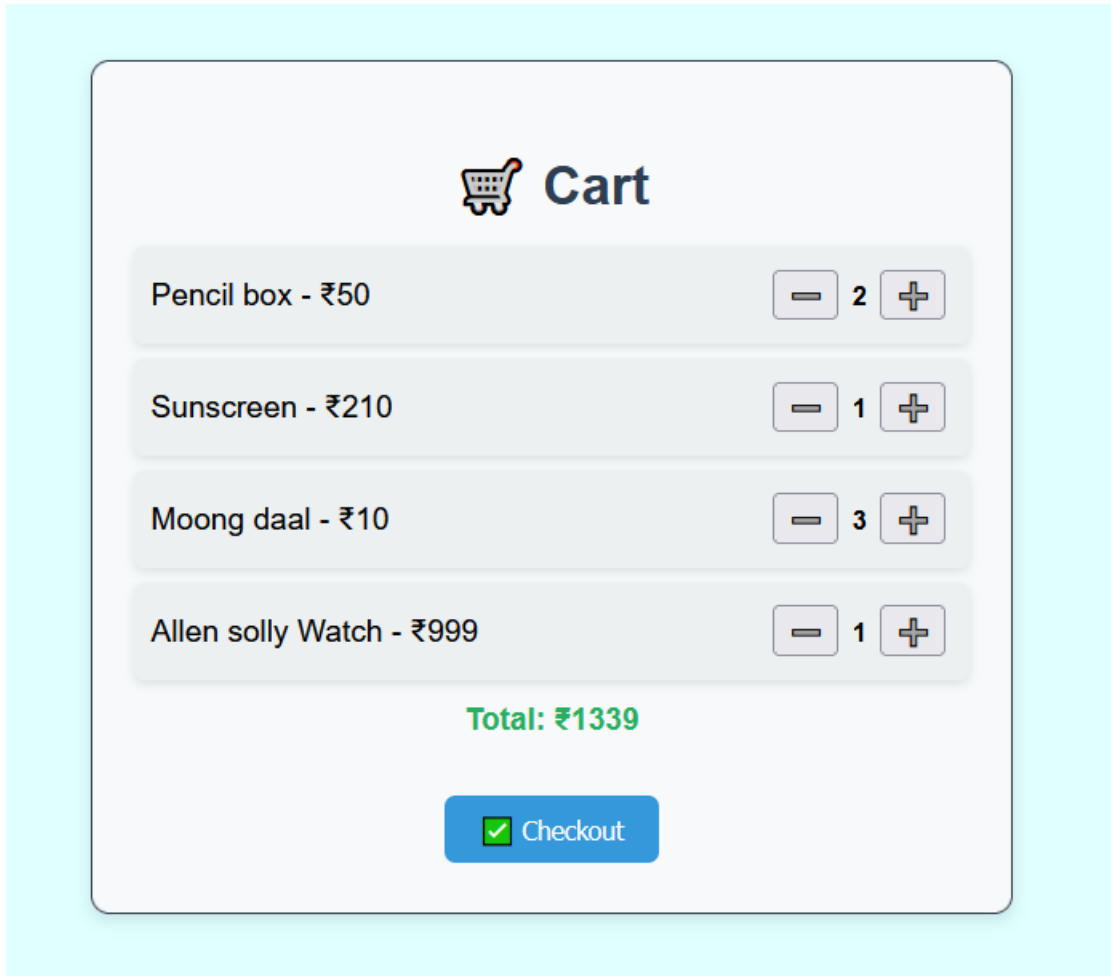 🛒 Cart
Pencil box - ₹50 ➖ 2 ➕
Sunscreen - ₹210 ➖ 1 ➕
Moong daal - ₹10 ➖ 3 ➕
Allen solly Watch - ₹999 ➖ 1 ➕
Total: ₹1339
✅ Checkout